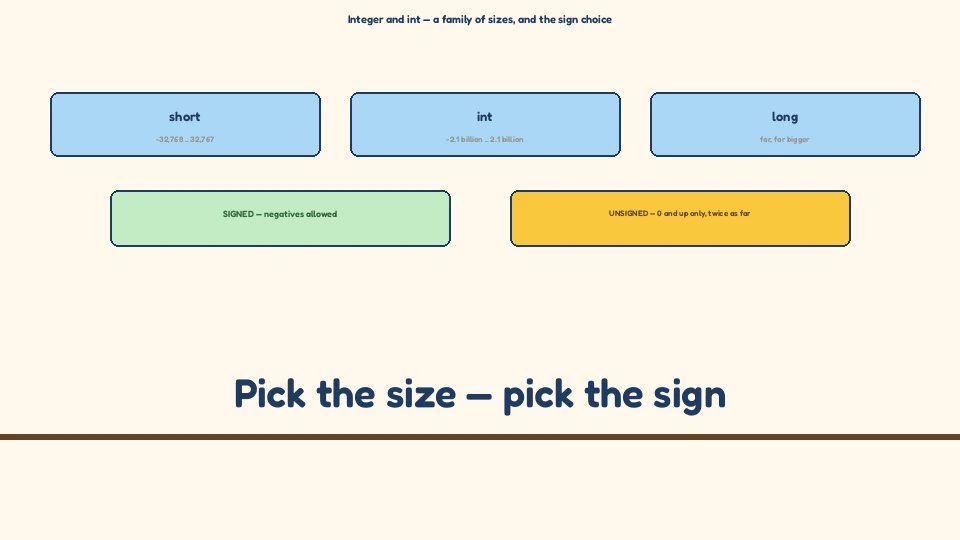 Integer and int — a family of sizes, and the sign choice
short
int
long
-32,768 .. 32,767
-2.1 billion .. 2.1 billion
far, far bigger
SIGNED — negatives allowed
UNSIGNED — 0 and up only, twice as far
Pick the size — pick the sign